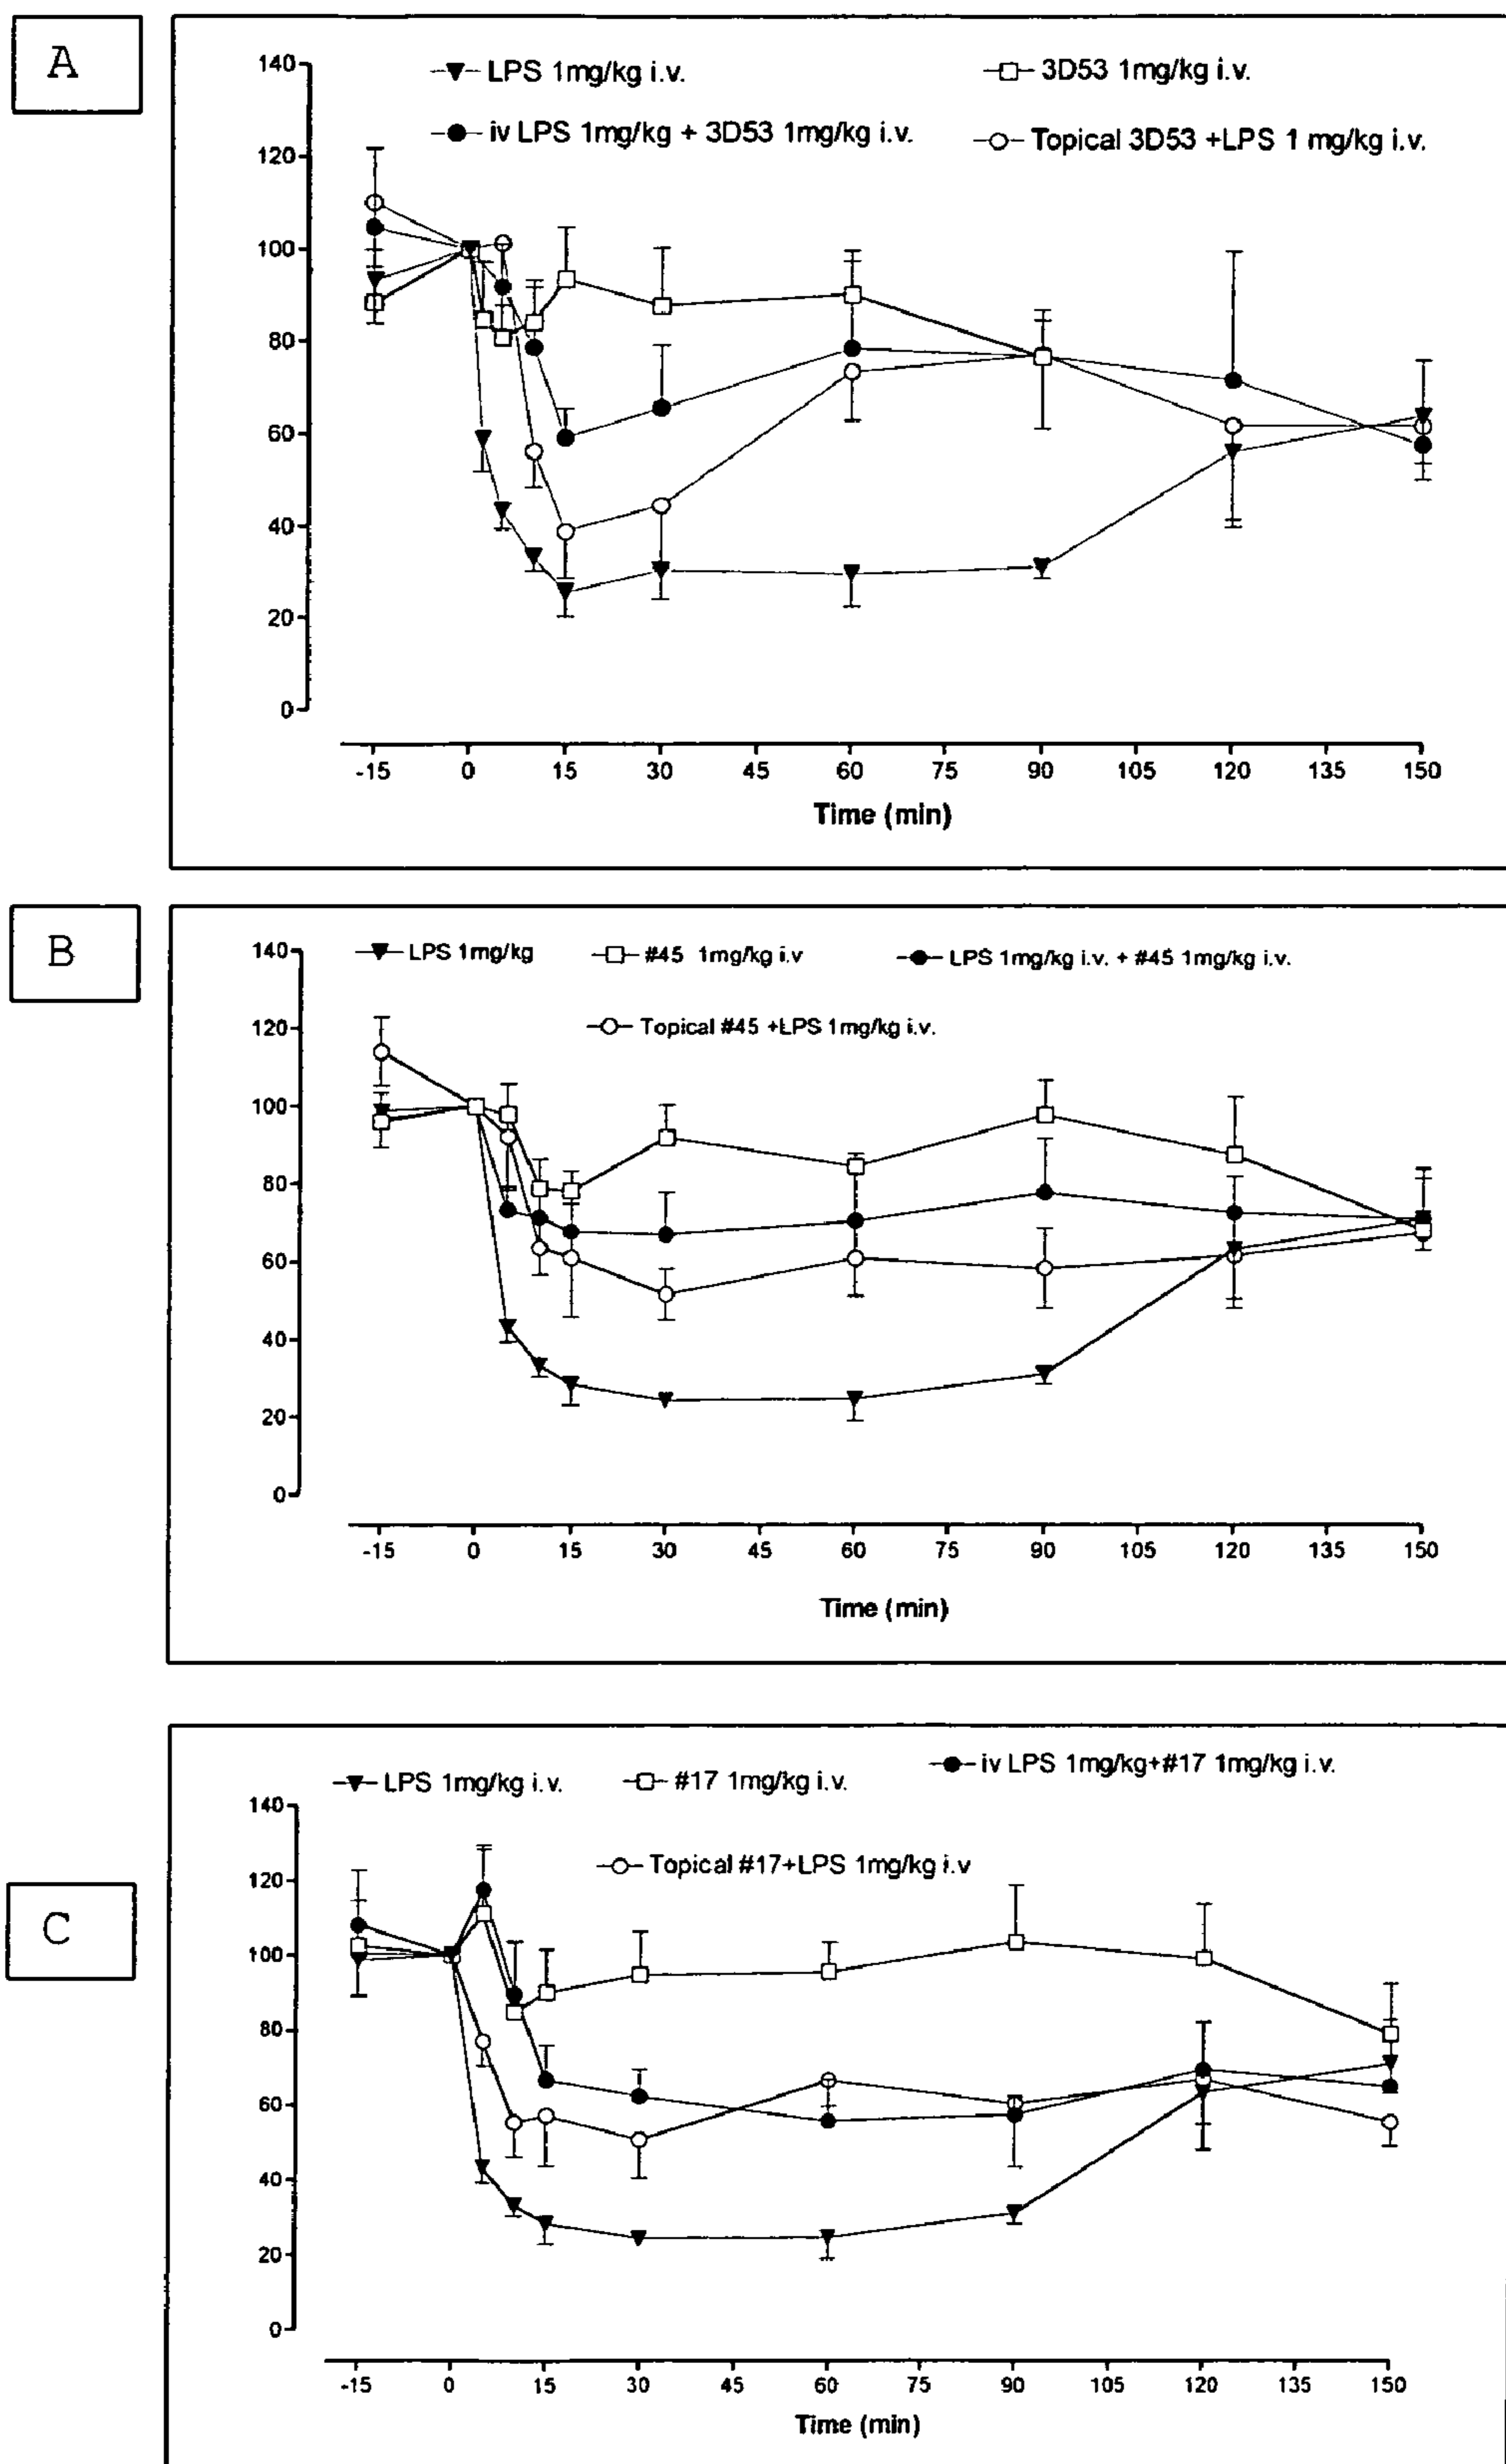 A
LPS 1mg/kg i.v.
3D53 1mg/kg i.v.
iv LPS 1mg/kg + 3D53 1mg/kg i.v.
Topical 3D53 +LPS 1 mg/kg i.v.
140
120
100
80
60
40
20
0
-15 0 15 30 45 60 75 90 105 120 135 150
Time (min)
B
LPS 1mg/kg
#45 1mg/kg i.v
LPS 1mg/kg i.v. + #45 1mg/kg i.v.
Topical #45 +LPS 1mg/kg i.v.
140
120
100
80
60
40
20
0
-15 0 15 30 45 60 75 90 105 120 135 150
Time (min)
C
LPS 1mg/kg i.v.
#17 1mg/kg i.v.
iv LPS 1mg/kg+#17 1mg/kg i.v.
Topical #17+LPS 1mg/kg i.v
140
120
100
80
60
40
20
0
-15 0 15 30 45 60 75 90 105 120 135 150
Time (min)